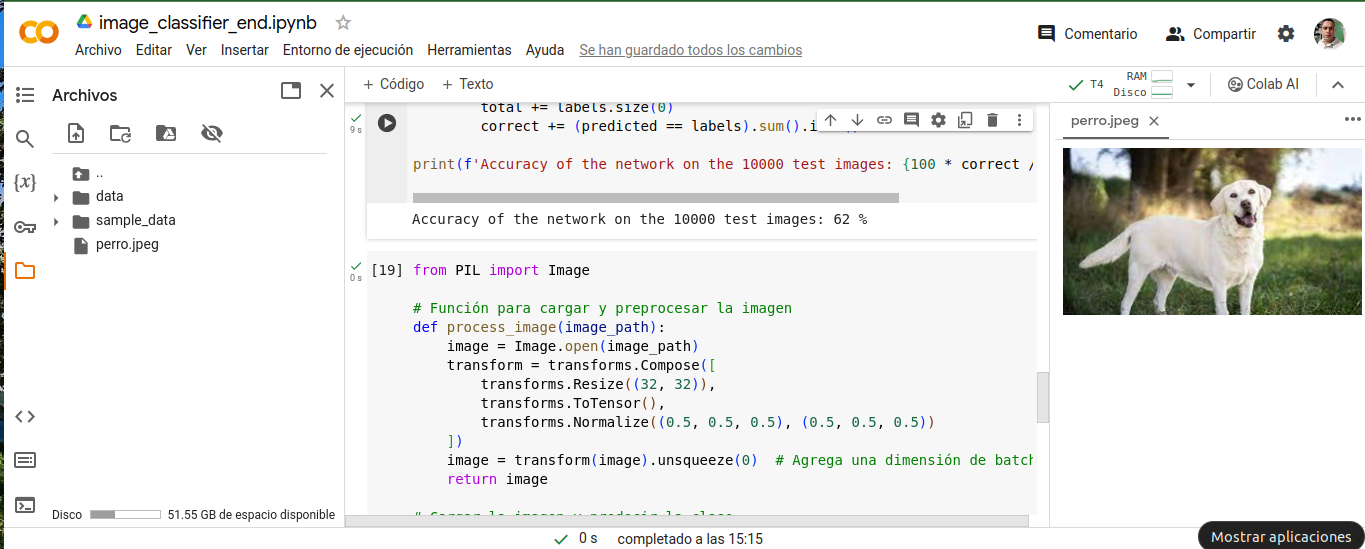 image_classifier_end.ipynb
Archivo Editar Ver Insertar Entorno de ejecución Herramientas Ayuda Se han guardado todos los cambios
Comentario Compartir
Archivos
..
data
sample_data
perro.jpeg
{x}
Disco 51.55 GB de espacio disponible
+ Código + Texto
RAM
T4
Disco
Colab AI
9 s
total += labels.size(0)
correct += (predicted == labels).sum().i
print(f'Accuracy of the network on the 10000 test images: {100 * correct /
Accuracy of the network on the 10000 test images: 62 %
0 s
[19] from PIL import Image
# Función para cargar y preprocesar la imagen
def process_image(image_path):
image = Image.open(image_path)
transform = transforms.Compose([
transforms.Resize((32, 32)),
transforms.ToTensor(),
transforms.Normalize((0.5, 0.5, 0.5), (0.5, 0.5, 0.5))
])
image = transform(image).unsqueeze(0) # Agrega una dimensión de batch
return image
# Cargar la imagen y predecir la clase
perro.jpeg
0 s completado a las 15:15
Mostrar aplicaciones